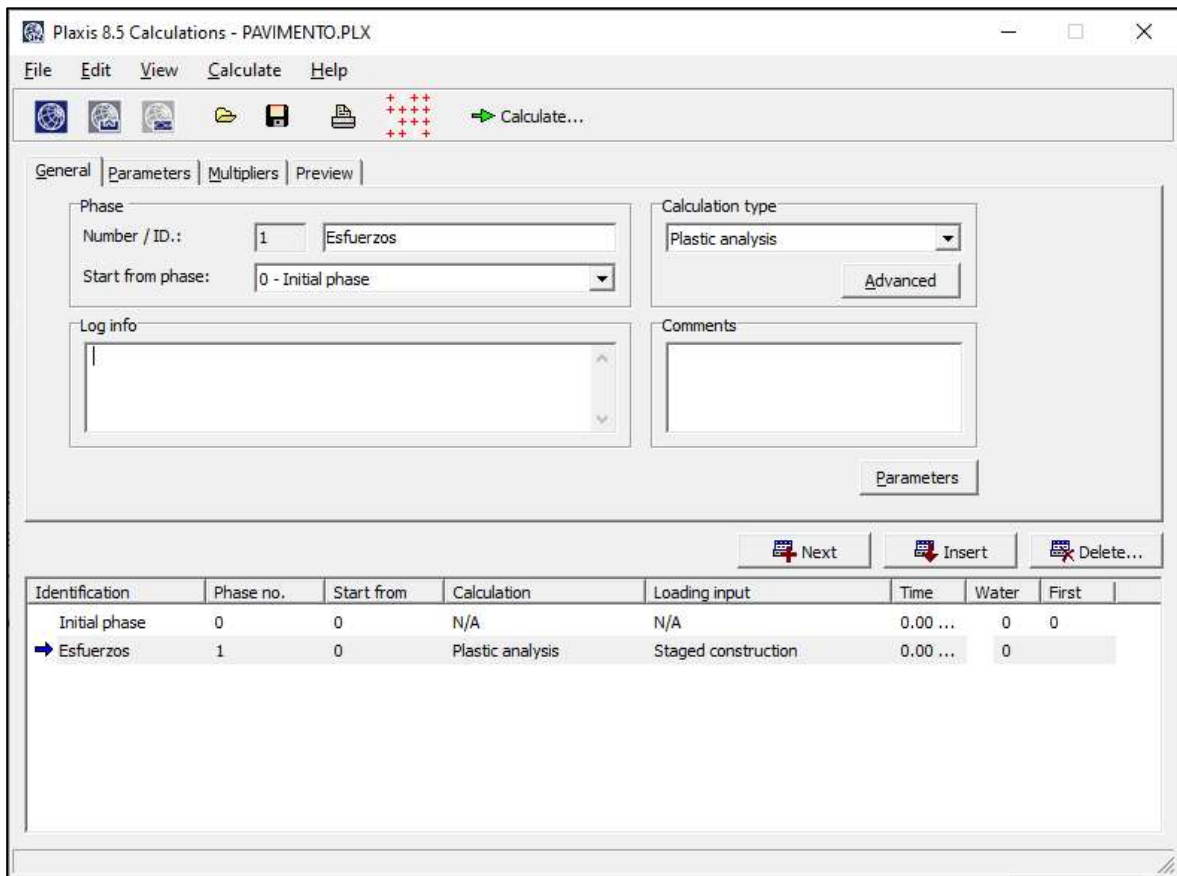 Plaxis 8.5 Calculations - PAVIMENTO.PLX
File Edit View Calculate Help
Calculate...
General Parameters Multipliers Preview
Phase
Number / ID.: 1 Esfuerzos
Start from phase: 0 - Initial phase
Calculation type
Plastic analysis
Advanced
Log info
Comments
Parameters
Next Insert Delete...
Identification Phase no. Start from Calculation Loading input Time Water First
Initial phase 0 0 N/A N/A 0.00 ... 0 0
Esfuerzos 1 0 Plastic analysis Staged construction 0.00 ... 0